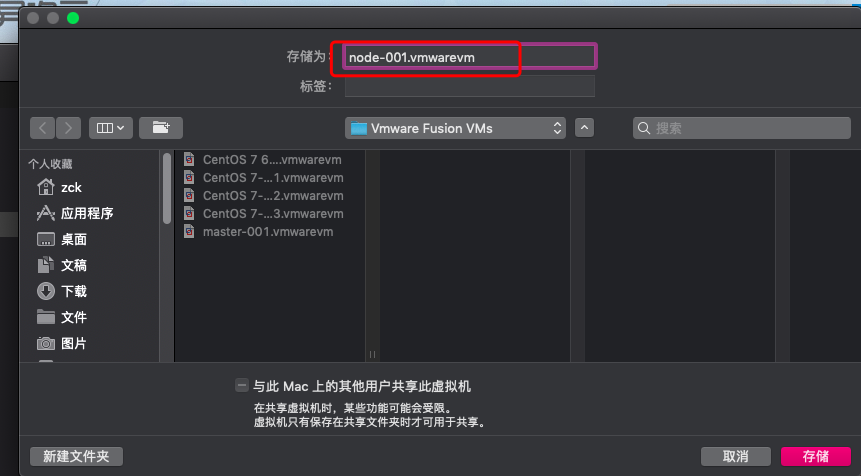 存储为：
node-001.vmwarevm
标签：
Vmware Fusion VMs
搜索
个人收藏
zck
应用程序
桌面
文稿
下载
文件
图片
CentOS 7 6....vmwarevm
CentOS 7-...1.vmwarevm
CentOS 7-...2.vmwarevm
CentOS 7-...3.vmwarevm
master-001.vmwarevm
与此 Mac 上的其他用户共享此虚拟机
在共享虚拟机时，某些功能可能会受限。
虚拟机只有保存在共享文件夹时才可用于共享。
新建文件夹
取消
存储